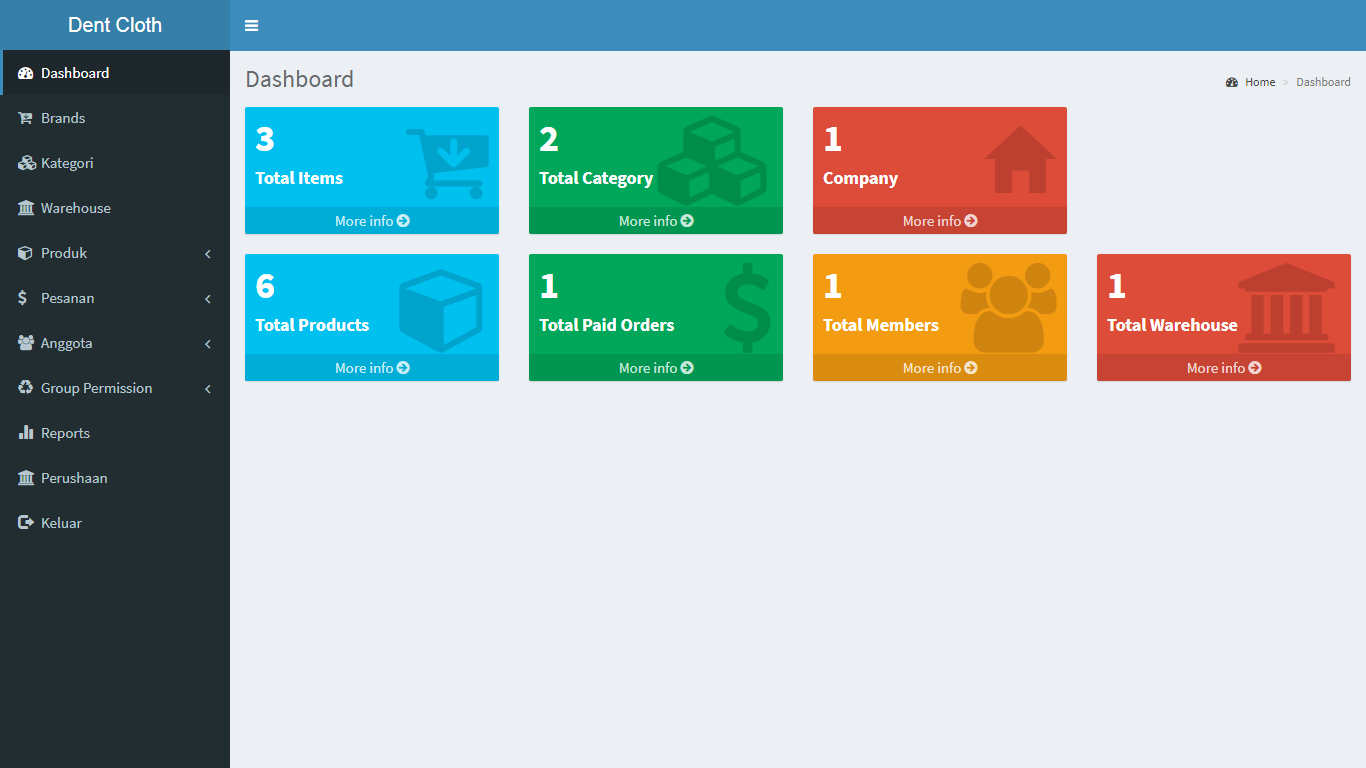 Dent Cloth
Dashboard
Brands
Kategori
Warehouse
Produk
Pesanan
Anggota
Group Permission
Reports
Perushaan
Keluar
Dashboard
Home > Dashboard
3
Total Items
More info
2
Total Category
More info
1
Company
More info
6
Total Products
More info
1
Total Paid Orders
More info
1
Total Members
More info
1
Total Warehouse
More info